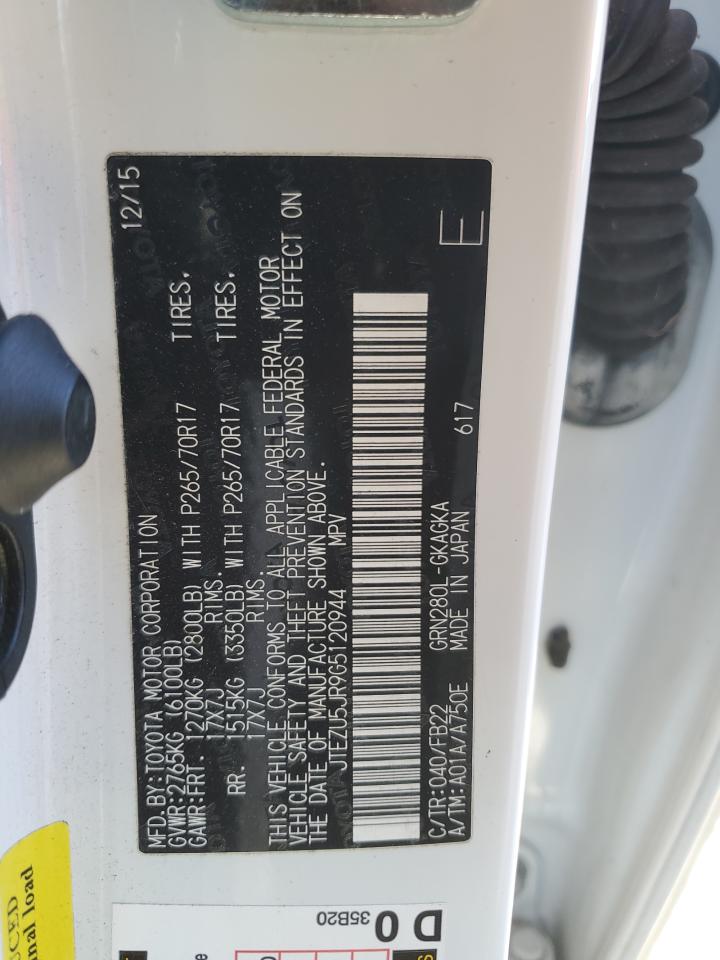 MFD.BY:TOYOTA MOTOR CORPORATION 12/15
GVWR:2765KG (6100LB)
GAWR:FRT. 1270KG (2800LB) WITH P265/70R17 TIRES.
17X7J RIMS.
RR. 1515KG (3350LB) WITH P265/70R17 TIRES.
17X7J RIMS.
THIS VEHICLE CONFORMS TO ALL APPLICABLE FEDERAL MOTOR
VEHICLE SAFETY AND THEFT PREVENTION STANDARDS IN EFFECT ON
THE DATE OF MANUFACTURE SHOWN ABOVE.
JTEZU5JR9G5120944 MPV
C/TR:040/FB22 GRN280L-GKAGKA 617
A/TM:A01A/A750E MADE IN JAPAN E
35B20
D 0
UCED
nal load